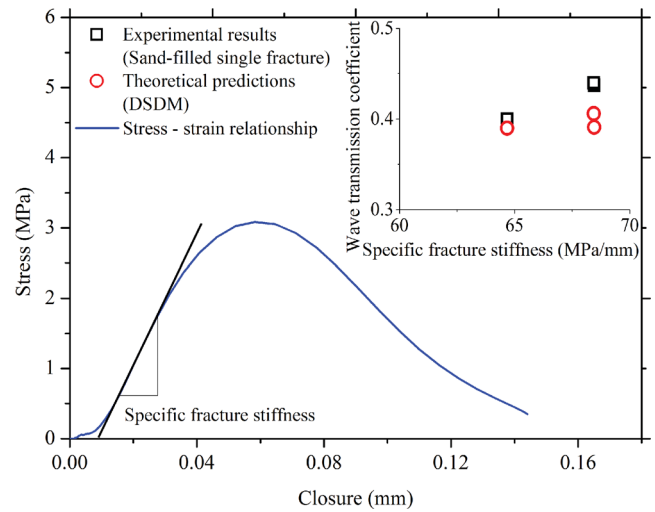 6
5
4
3
2
1
0
Stress (MPa)
Experimental results
(Sand-filled single fracture)
Theoretical predictions
(DSDM)
Stress - strain relationship
Specific fracture stiffness
0.00
0.04
0.08
0.12
0.16
Closure (mm)
0.5
0.4
0.3
Wave transmission coefficient
60
65
70
Specific fracture stiffness (MPa/mm)